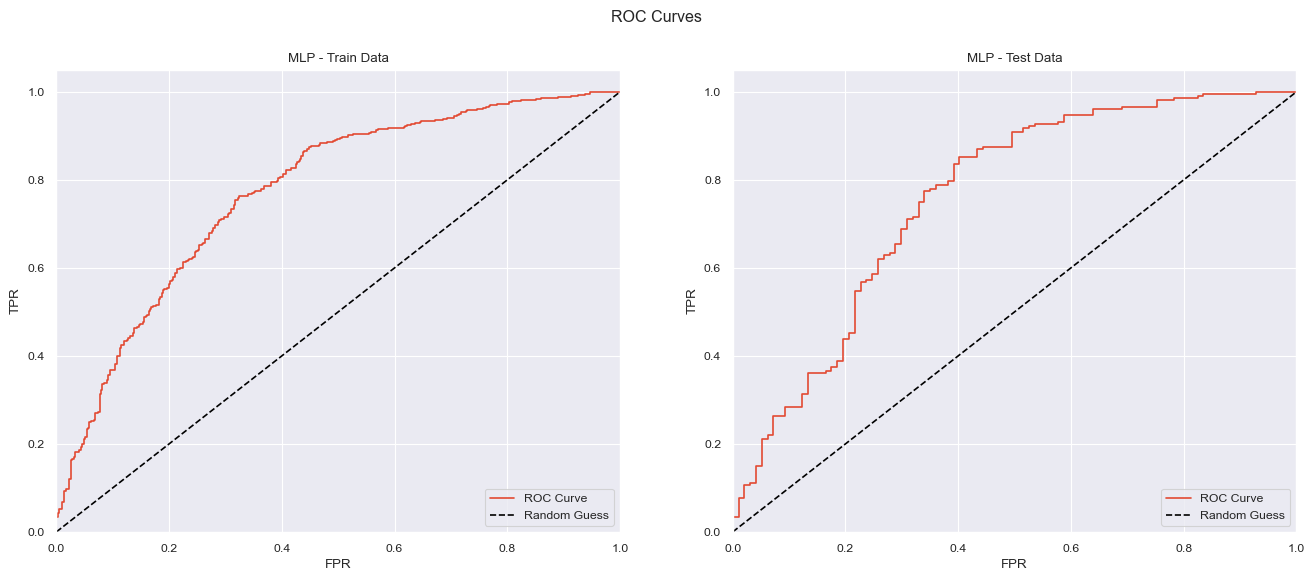 ROC Curves
MLP - Train Data
1.0
0.8
0.6
0.4
0.2
0.0
TPR
0.0 0.2 0.4 0.6 0.8 1.0
FPR
ROC Curve
Random Guess
MLP - Test Data
1.0
0.8
0.6
0.4
0.2
0.0
TPR
0.0 0.2 0.4 0.6 0.8 1.0
FPR
ROC Curve
Random Guess